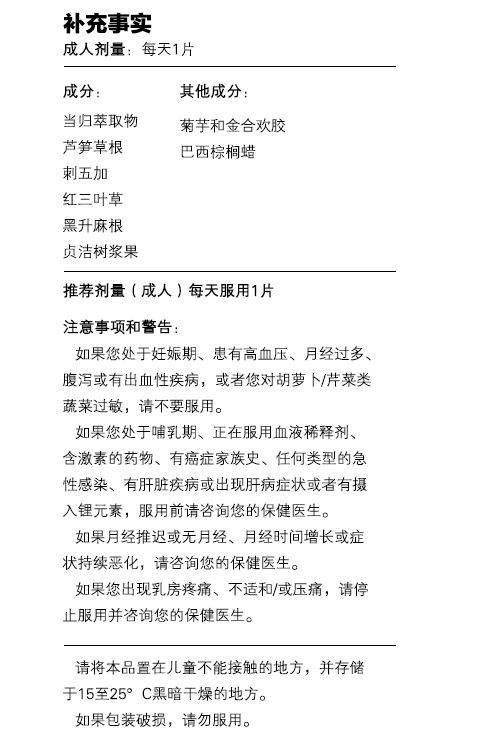 补充事实
成人剂量：每天1片
成分：
当归萃取物
芦笋草根
刺五加
红三叶草
黑升麻根
贞洁树浆果
其他成分：
菊芋和金合欢胶
巴西棕榈蜡
推荐剂量（成人）每天服用1片
注意事项和警告：
如果您处于妊娠期、患有高血压、月经过多、
腹泻或有出血性疾病，或者您对胡萝卜/芹菜类
蔬菜过敏，请不要服用。
如果您处于哺乳期、正在服用血液稀释剂、
含激素的药物、有癌症家族史、任何类型的急
性感染、有肝脏疾病或出现肝病症状或者有摄
入锂元素，服用前请咨询您的保健医生。
如果月经推迟或无月经、月经时间增长或症
状持续恶化，请咨询您的保健医生。
如果您出现乳房疼痛、不适和/或压痛，请停
止服用并咨询您的保健医生。
请将本品置在儿童不能接触的地方，并存储
于15至25°C黑暗干燥的地方。
如果包装破损，请勿服用。